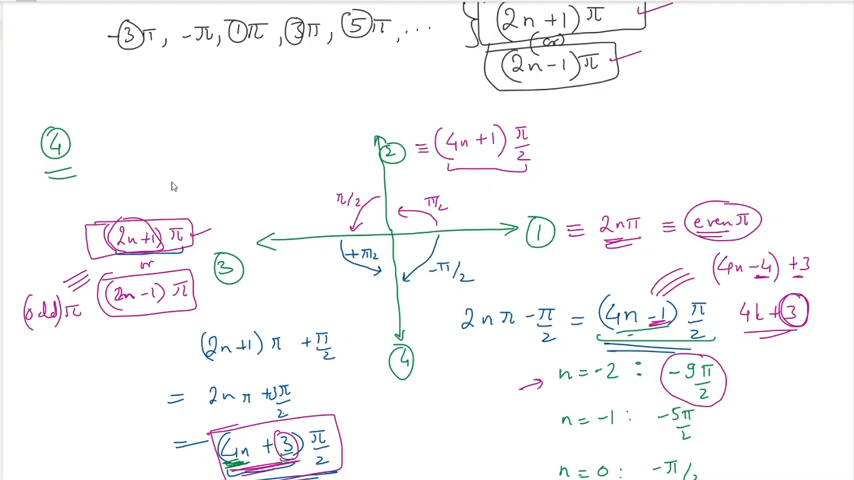 -3π, -π, 1π, 3π, 5π, ...
(2n+1)π
(or)
(2n-1)π
4
2 ≡ (4n+1) π/2
π/2
π/2
(2n+1)π
or
(2n-1)π
(odd)π
3
1 ≡ 2nπ ≡ even π
+π/2
-π/2
(4n-4)+3
2nπ - π/2 = (4n-1) π/2
4k+3
4
(2n+1)π + π/2
= 2nπ + 3π/2
= (4n+3) π/2
n=-2 : -9π/2
n=-1 : -5π/2
n=0 : -π/2